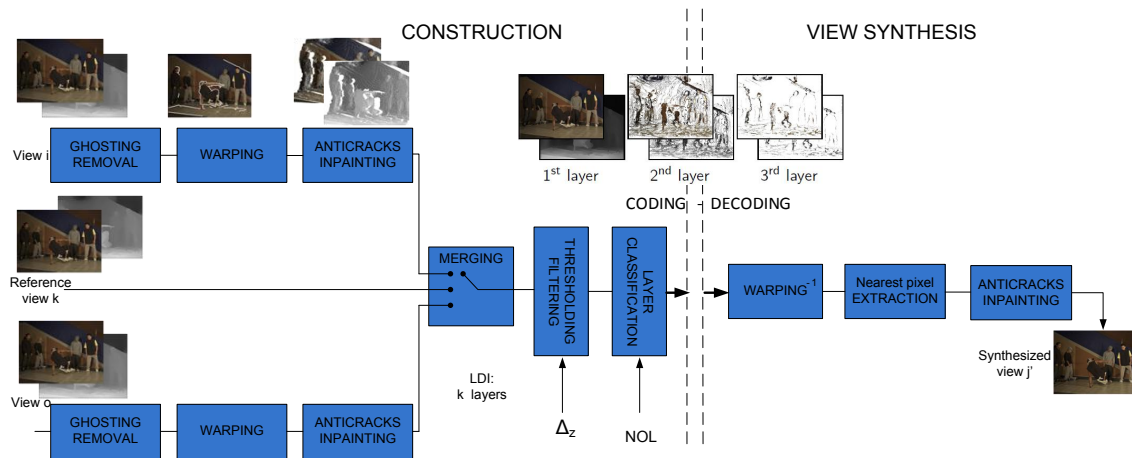 CONSTRUCTION
VIEW SYNTHESIS
1st layer
2nd layer
3rd layer
View i
GHOSTING
REMOVAL
WARPING
ANTICRACKS
INPAINTING
CODING - DECODING
Reference
view k
MERGING
THRESHOLDING
FILTERING
LAYER
CLASSIFICATION
WARPING-1
Nearest pixel
EXTRACTION
ANTICRACKS
INPAINTING
Synthesized
view j'
LDI:
k layers
View o
GHOSTING
REMOVAL
WARPING
ANTICRACKS
INPAINTING
Δz
NOL